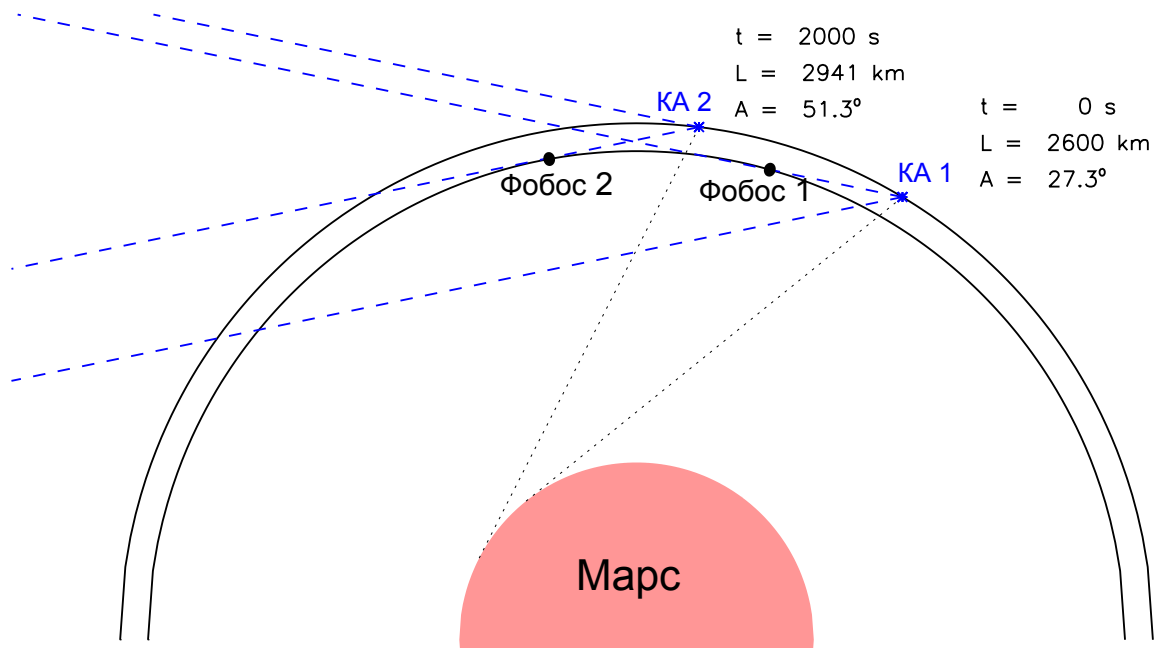 t = 2000 s
L = 2941 km
A = 51.3°
КА 2
t = 0 s
L = 2600 km
A = 27.3°
КА 1
Фобос 2
Фобос 1
Марс